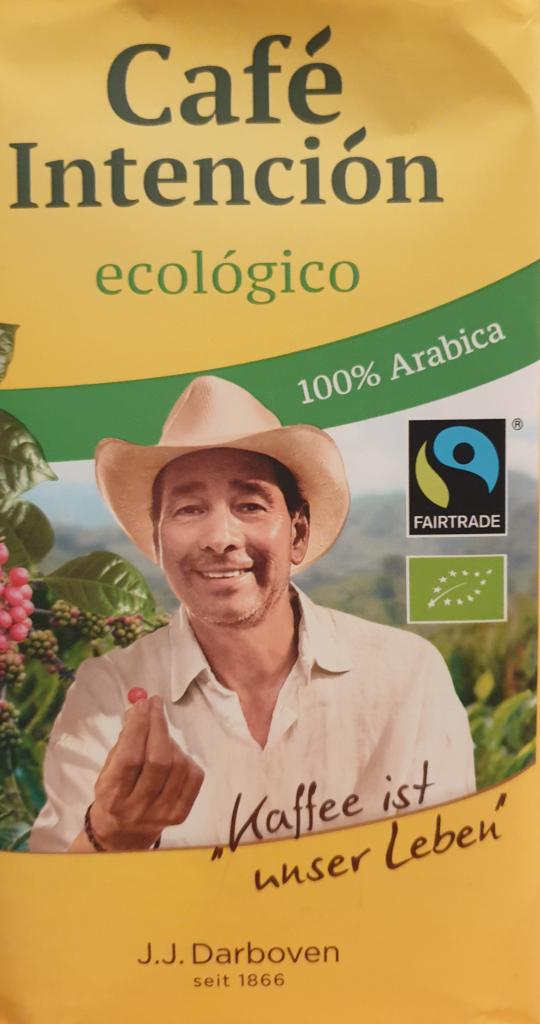 Café
Intención
ecológico
100% Arabica
®
FAIRTRADE
"Kaffee ist
unser Leben"
J.J. Darboven
seit 1866